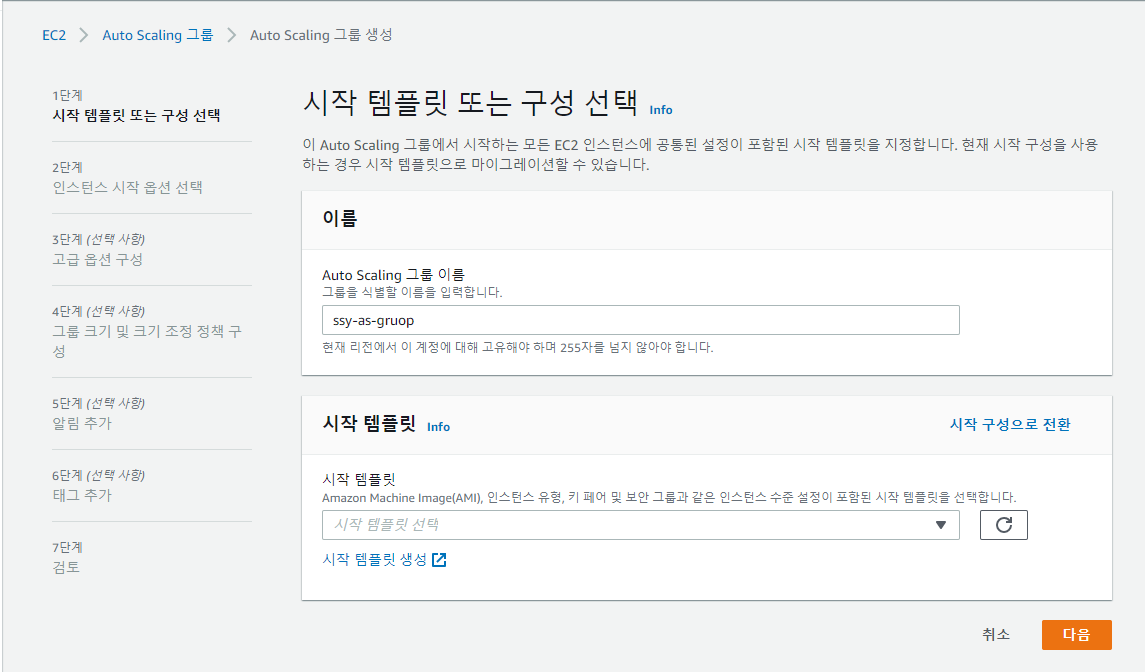 EC2 > Auto Scaling 그룹 > Auto Scaling 그룹 생성
1단계
시작 템플릿 또는 구성 선택
2단계
인스턴스 시작 옵션 선택
3단계 (선택 사항)
고급 옵션 구성
4단계 (선택 사항)
그룹 크기 및 크기 조정 정책 구
성
5단계 (선택 사항)
알림 추가
6단계 (선택 사항)
태그 추가
7단계
검토
시작 템플릿 또는 구성 선택 Info
이 Auto Scaling 그룹에서 시작하는 모든 EC2 인스턴스에 공통된 설정이 포함된 시작 템플릿을 지정합니다. 현재 시작 구성을 사용
하는 경우 시작 템플릿으로 마이그레이션할 수 있습니다.
이름
Auto Scaling 그룹 이름
그룹을 식별할 이름을 입력합니다.
ssy-as-gruop
현재 리전에서 이 계정에 대해 고유해야 하며 255자를 넘지 않아야 합니다.
시작 템플릿 Info 시작 구성으로 전환
시작 템플릿
Amazon Machine Image(AMI), 인스턴스 유형, 키 페어 및 보안 그룹과 같은 인스턴스 수준 설정이 포함된 시작 템플릿을 선택합니다.
시작 템플릿 선택
시작 템플릿 생성
취소 다음